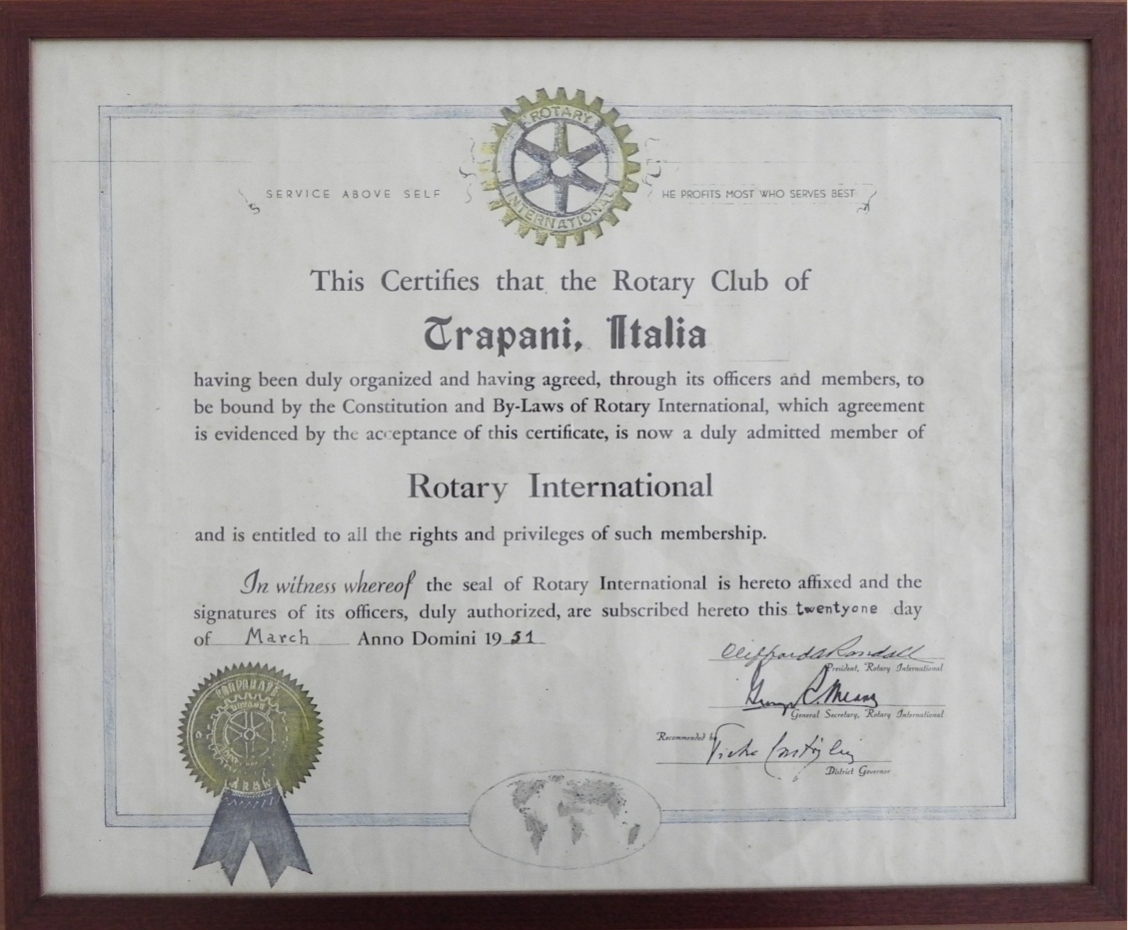 ROTARY
INTERNATIONAL
SERVICE ABOVE SELF
HE PROFITS MOST WHO SERVES BEST
This Certifies that the Rotary Club of
Trapani, Italia
having been duly organized and having agreed, through its officers and members, to
be bound by the Constitution and By-Laws of Rotary International, which agreement
is evidenced by the acceptance of this certificate, is now a duly admitted member of
Rotary International
and is entitled to all the rights and privileges of such membership.
In witness whereof the seal of Rotary International is hereto affixed and the
signatures of its officers, duly authorized, are subscribed hereto this twentyone day
of March Anno Domini 1951
President, Rotary International
General Secretary, Rotary International
Recommended by
District Governor